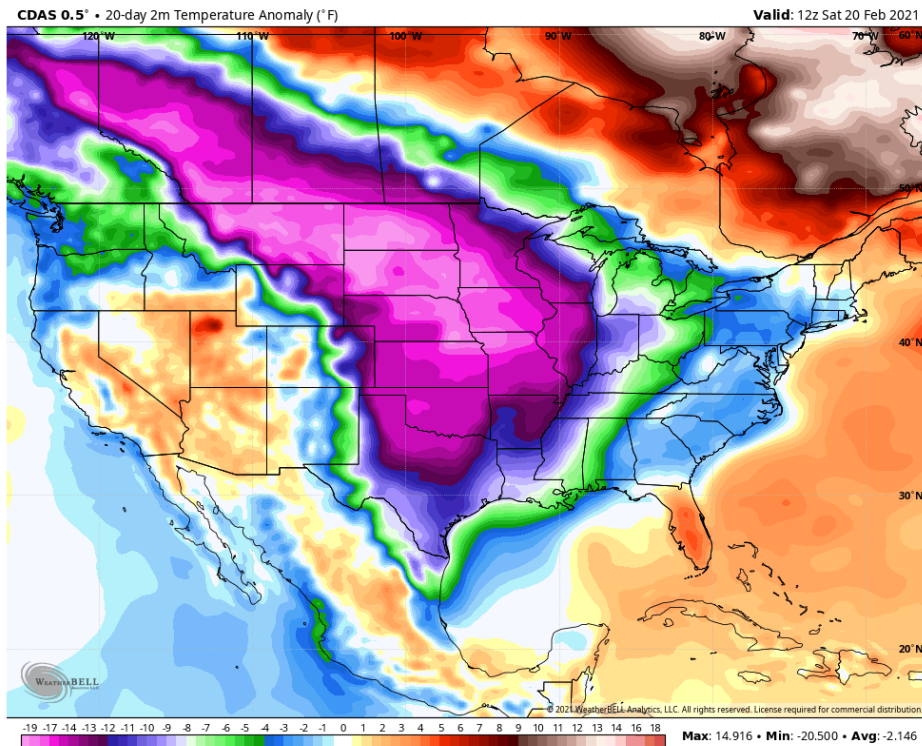 CDAS 0.5° • 20-day 2m Temperature Anomaly (°F)
Valid: 12z Sat 20 Feb 2021
120°W 110°W 100°W 90°W 80°W 70°W 60°N
50°N
40°N
30°N
20°N
WEATHERBELL
© 2021 WeatherBELL Analytics, LLC. All rights reserved. License required for commercial distribution.
-19 -17 -14 -13 -12 -11 -10 -9 -8 -7 -6 -5 -4 -3 -2 -1 0 1 2 3 4 5 6 7 8 9 10 11 12 13 14 16 18
Max: 14.916 • Min: -20.500 • Avg: -2.146